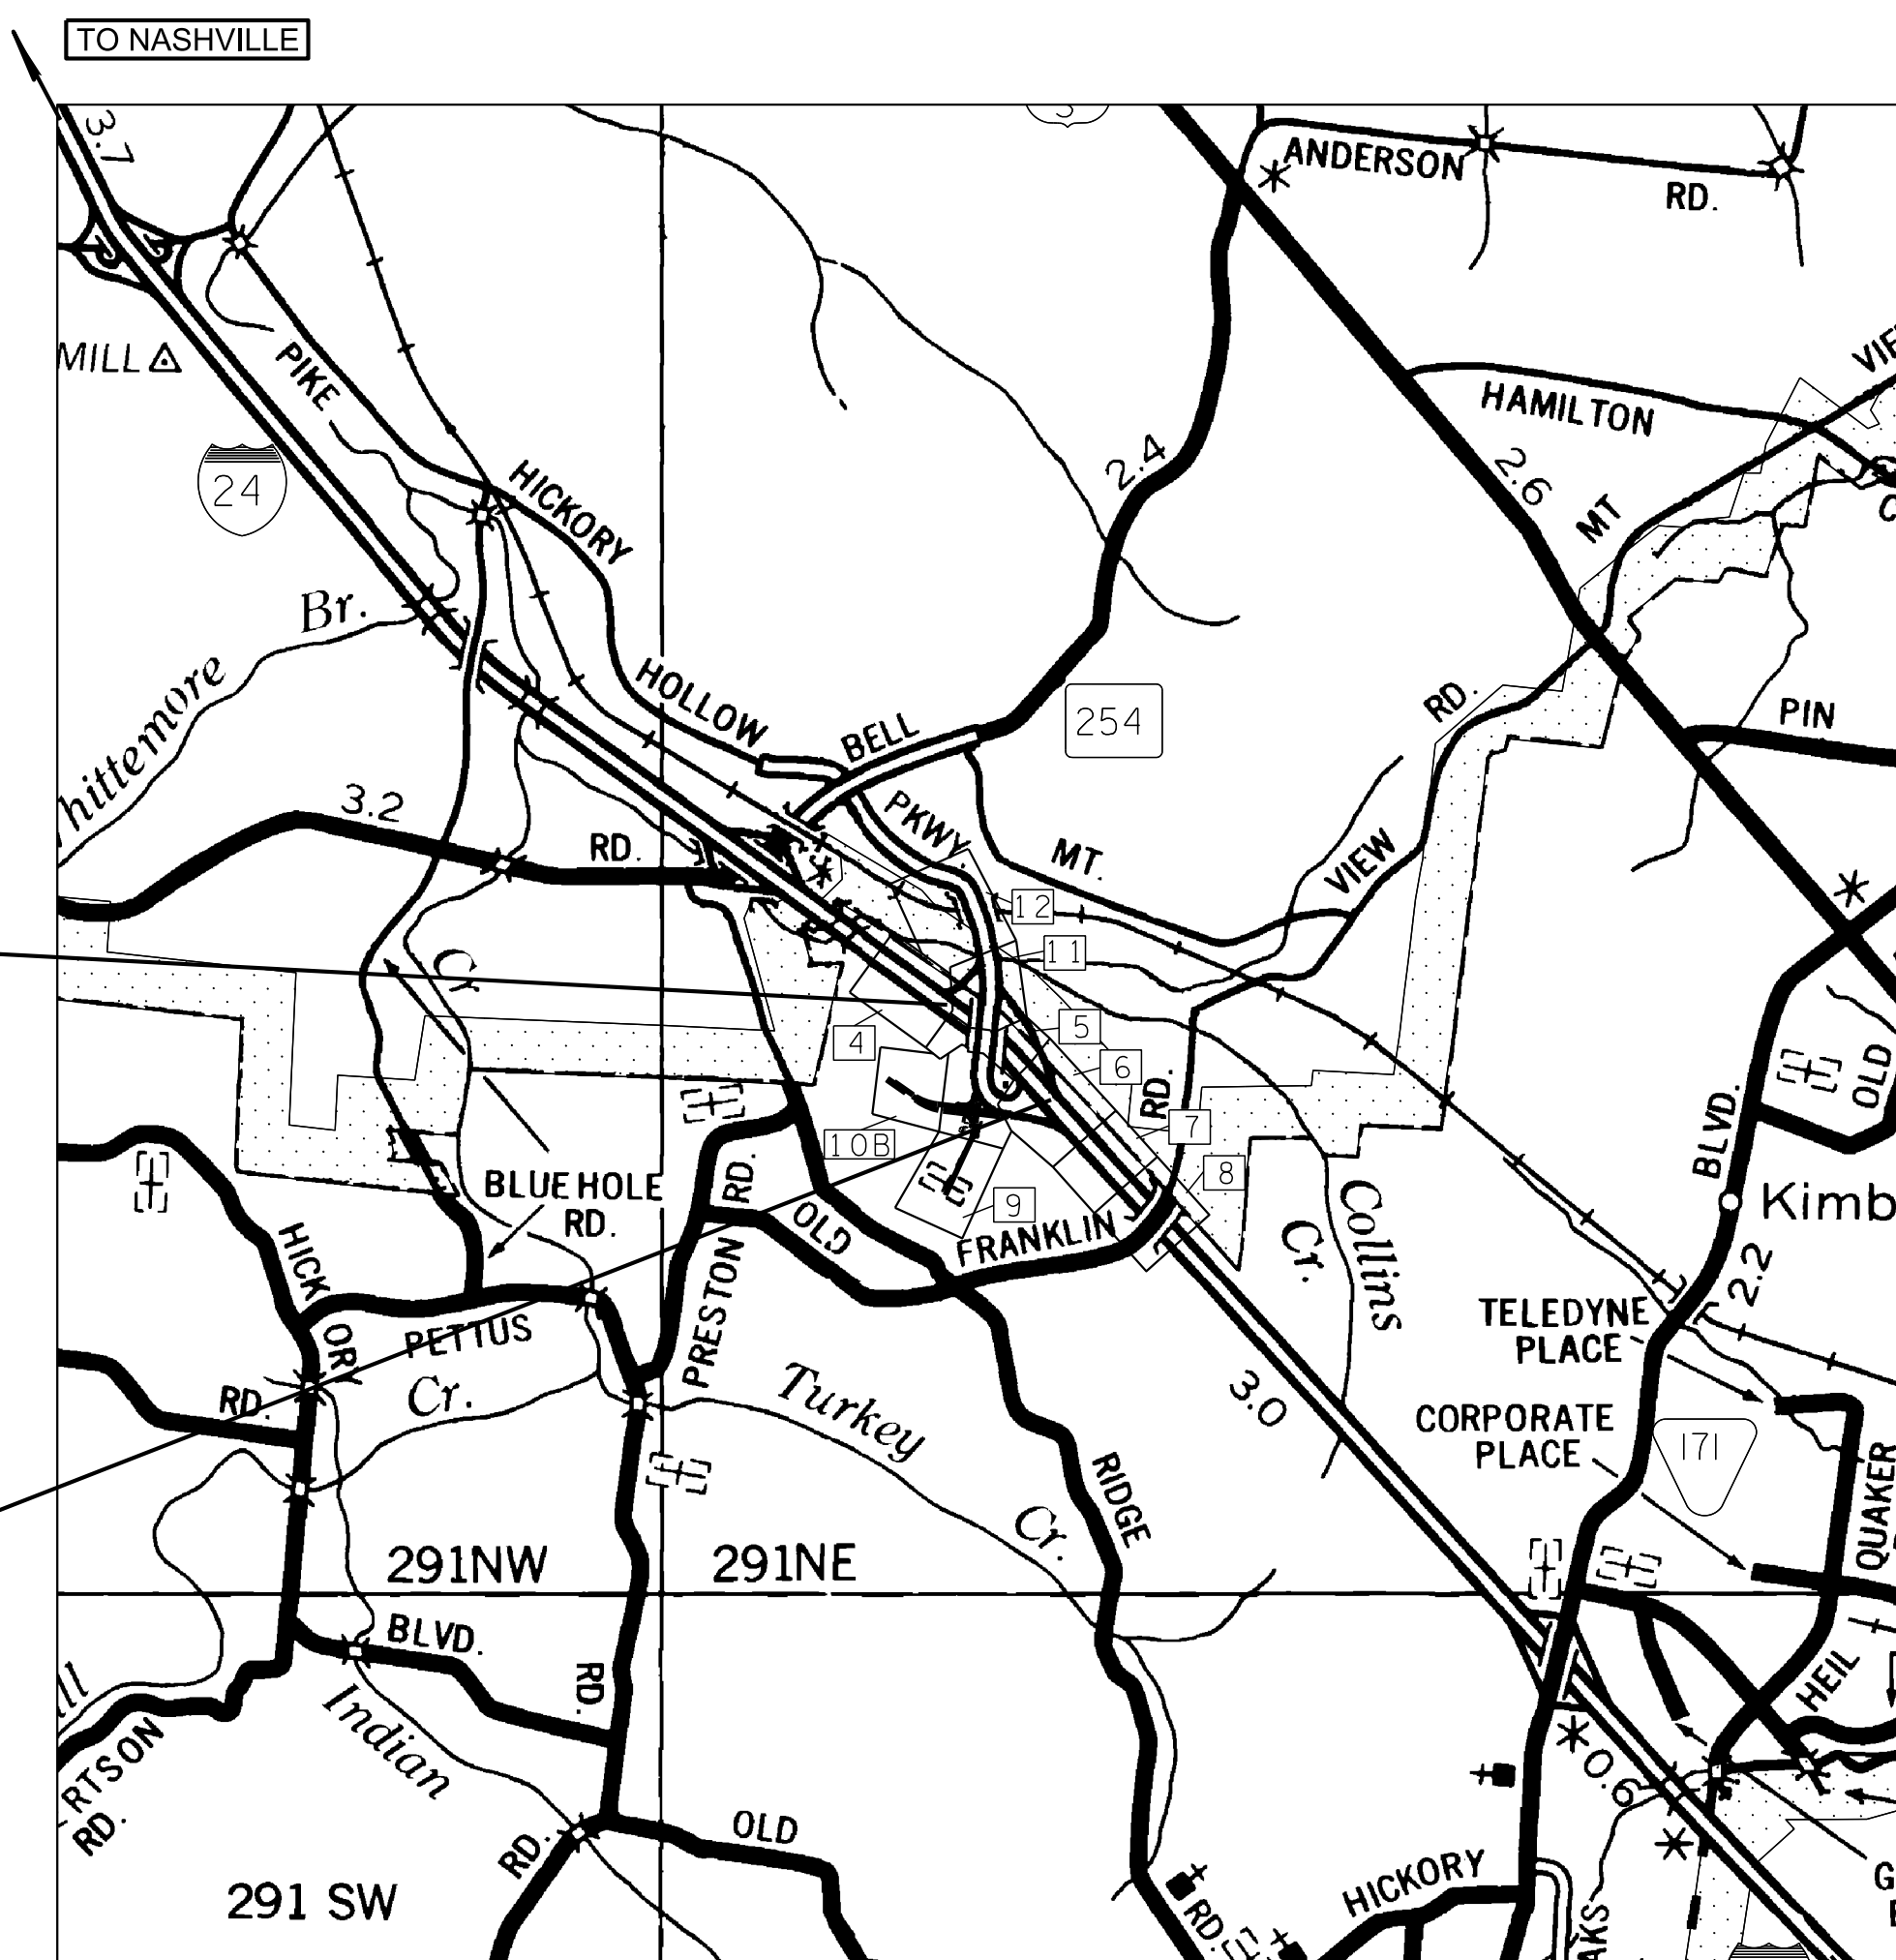 TO NASHVILLE
3.7
3
ANDERSON
RD.
MILL
PIKE
24
HICKORY
2.4
HAMILTON
2.6
MT
Br.
hittemore
HOLLOW
BELL
254
RD.
PIN
3.2
RD.
PKWY.
MT.
VIEW
12
11
Cr.
4
5
6
RD.
7
10B
8
9
BLVD.
OLD
BLUE HOLE
RD.
RD.
OLD
FRANKLIN
Cr.
Collins
Kimb
HICK
ORY
PETTUS
PRESTON
2.2
TELEDYNE
PLACE
RD.
Cr.
Turkey
3.0
CORPORATE
PLACE
171
RIDGE
QUAKER
Cr.
291NW
291NE
BLVD.
RD.
HEIL
Indian
RTSON
RD.
0.6
RD.
OLD
HICKORY
RD.
291 SW
AKS
G